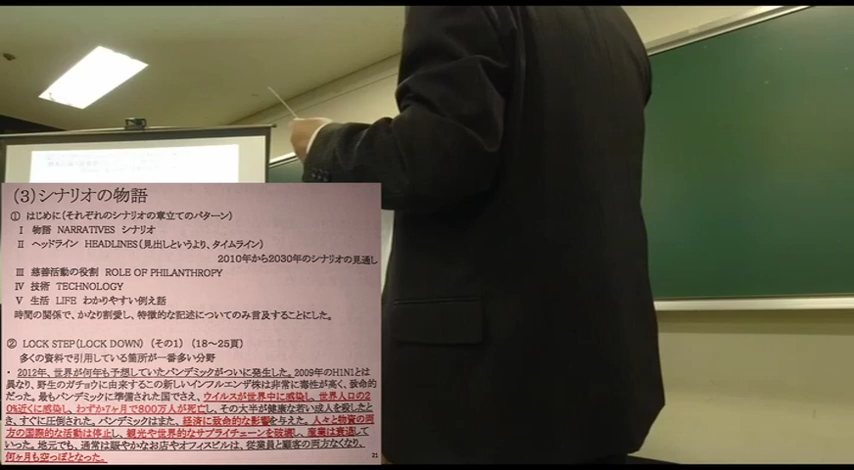 (3)シナリオの物語
① はじめに(それぞれのシナリオの章立てのパターン)
Ⅰ 物語 NARRATIVES シナリオ
Ⅱ ヘッドライン HEADLINES(見出しというより、タイムライン)
2010年から2030年のシナリオの見通し
Ⅲ 慈善活動の役割 ROLE OF PHILANTHROPY
Ⅳ 技術 TECHNOLOGY
Ⅴ 生活 LIFE わかりやすい例え話
時間の関係で、かなり割愛し、特徴的な記述についてのみ言及することにした。
② LOCK STEP(LOCK DOWN) (その1) (18~25頁)
多くの資料で引用している箇所が一番多い分野
・ 2012年、世界が何年も予想していたパンデミックがついに発生した。2009年のH1N1とは
異なり、野生のガチョウに由来するこの新しいインフルエンザ株は非常に毒性が高く、致命的
だった。最もパンデミックに準備された国でさえ、ウイルスが世界中に感染し、世界人口の2
0%近くに感染し、わずか7ヶ月で800万人が死亡し、その大半が健康な若い成人を殺したと
き、すぐに圧倒された。パンデミックはまた、経済に致命的な影響を与えた。人々と物資の両
方の国際的な活動は停止し、観光や世界的なサプライチェーンを破壊し、産業は衰退して
いった。地元でも、通常は賑やかなお店やオフィスビルは、従業員と顧客の両方なくなり、
何ヶ月も空っぽとなった。
21